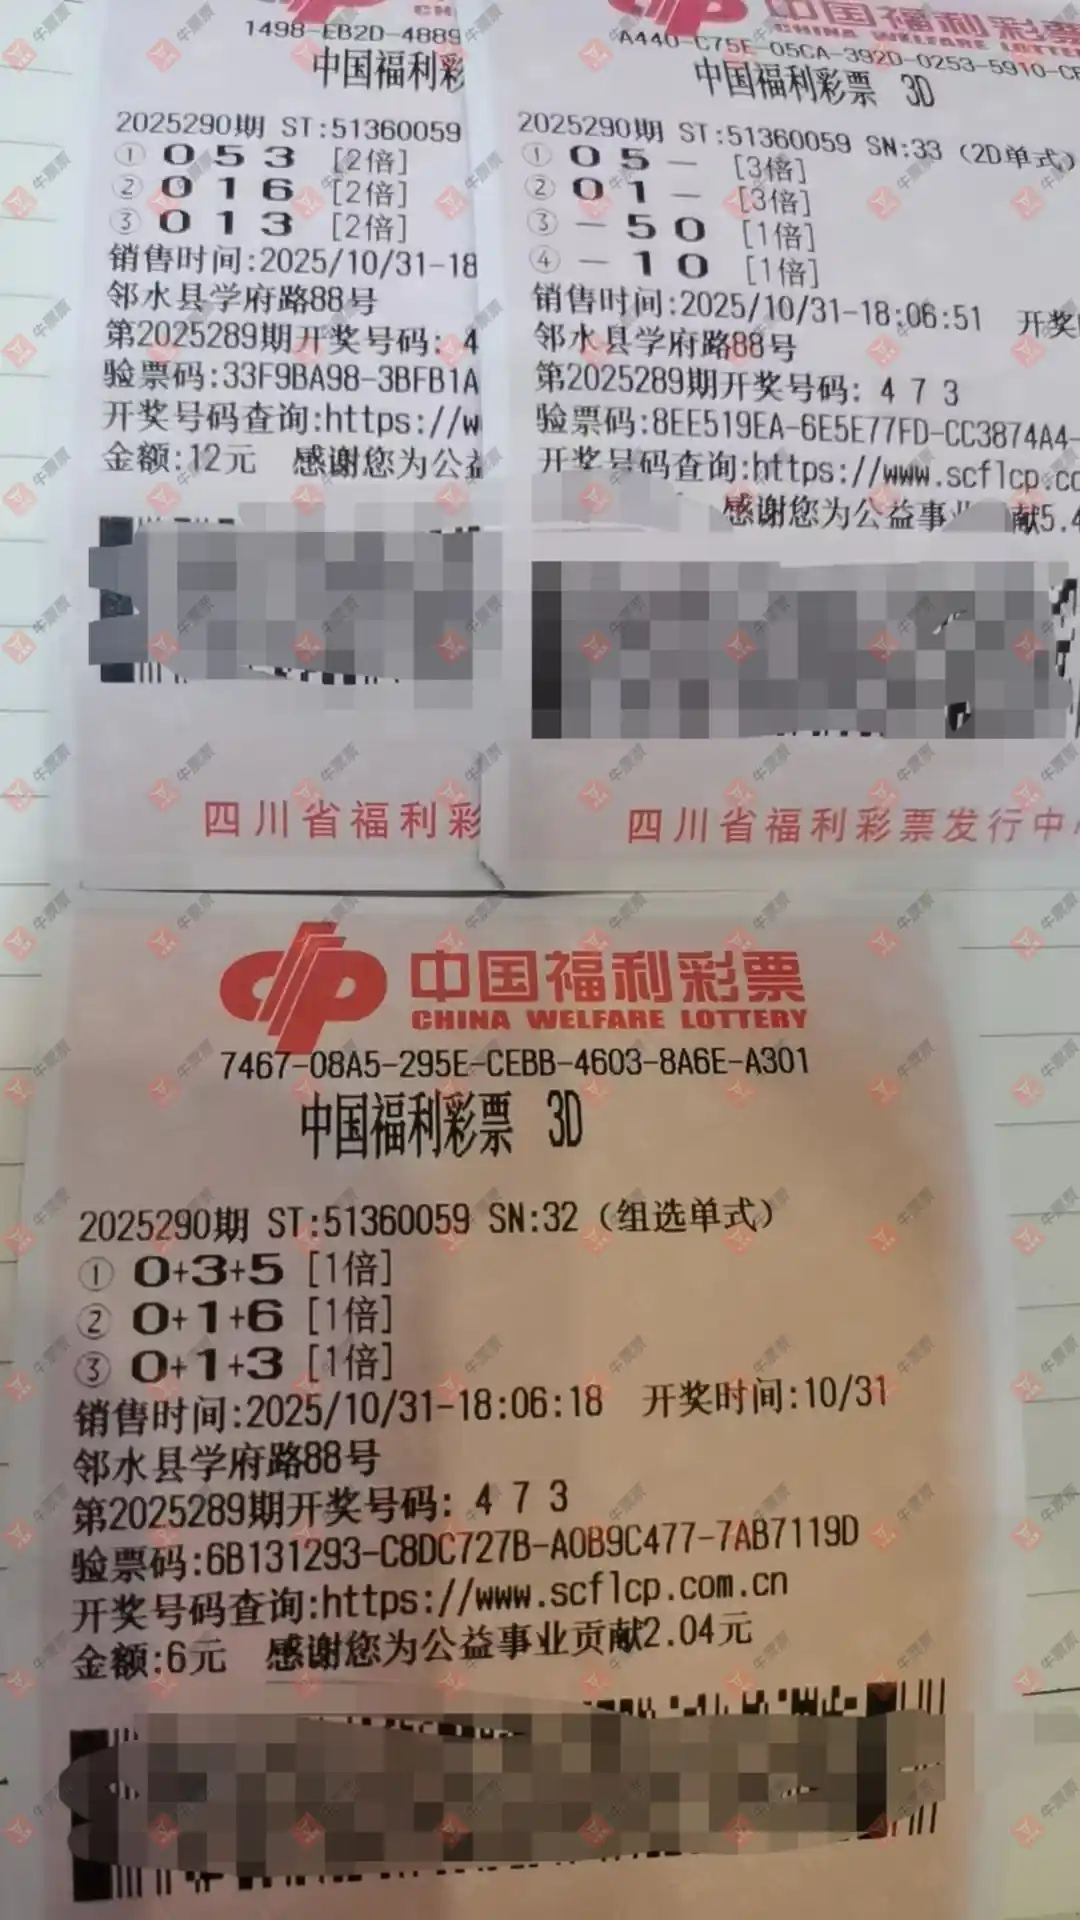 CH
1498-EB2D-4889
中国福利彩
2025290期 ST:51360059
① 0 5 3 [2倍]
② 0 1 6 [2倍]
③ 0 1 3 [2倍]
销售时间:2025/10/31-18
邻水县学府路88号
第2025289期开奖号码: 4
验票码:33F9BA98-3BFB1A
开奖号码查询:https://w
金额:12元 感谢您为公益
四川省福利彩
中国福利彩票
CHINA WELFARE LOTTE
A440-C75E-05CA-392D-0253-5910-CF
中国福利彩票 3D
2025290期 ST:51360059 SN:33 (2D单式)
① 0 5 — [3倍]
② 0 1 — [3倍]
③ — 5 0 [1倍]
④ — 1 0 [1倍]
销售时间:2025/10/31-18:06:51 开奖
邻水县学府路88号
第2025289期开奖号码: 4 7 3
验票码:8EE519EA-6E5E77FD-CC3874A4-
开奖号码查询:https://www.scflcp.co
感谢您为公益事业 献5.4
四川省福利彩票发行中
中国福利彩票
CHINA WELFARE LOTTERY
7467-08A5-295E-CEBB-4603-8A6E-A301
中国福利彩票 3D
2025290期 ST:51360059 SN:32 (组选单式)
① 0+3+5 [1倍]
② 0+1+6 [1倍]
③ 0+1+3 [1倍]
销售时间:2025/10/31-18:06:18 开奖时间:10/31
邻水县学府路88号
第2025289期开奖号码: 4 7 3
验票码:6B131293-C8DC727B-A0B9C477-7AB7119D
开奖号码查询:https://www.scflcp.com.cn
金额:6元 感谢您为公益事业贡献2.04元